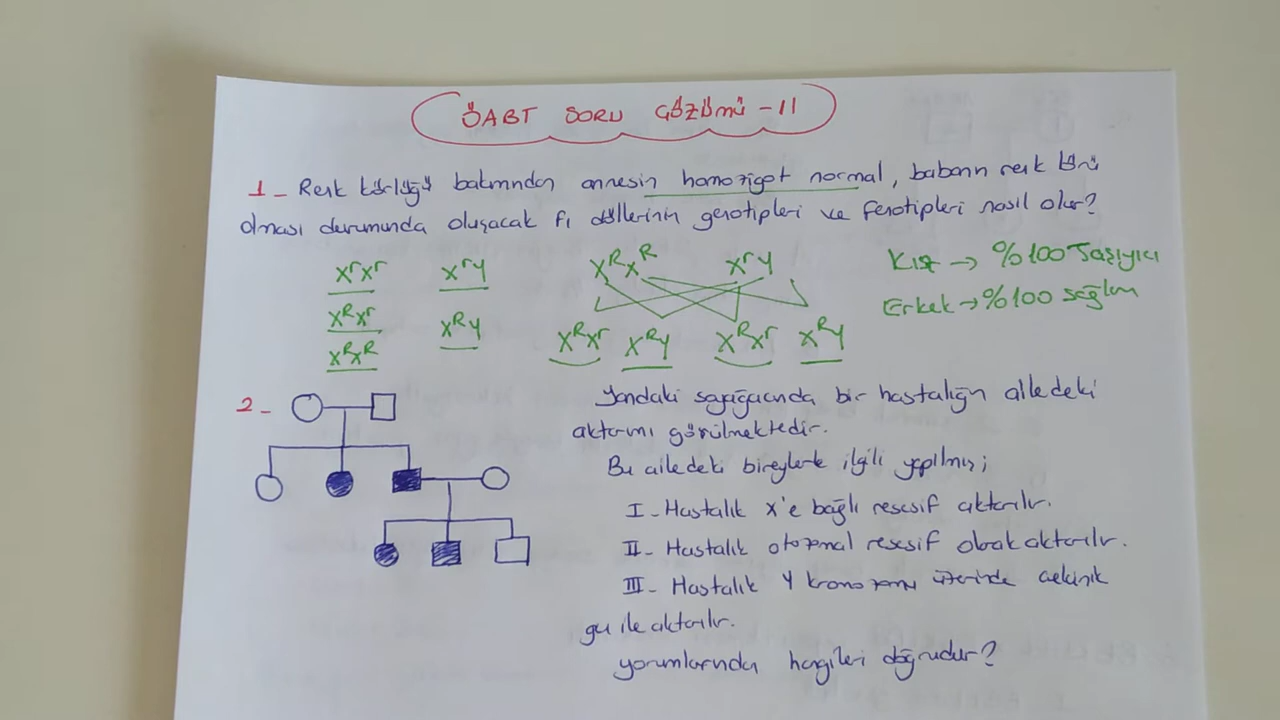 ÖABT SORU ÇÖZÜMÜ - 11
1 - Renk körlüğü bakımından annesin homozigot normal, babanın renk körü
olması durumunda oluşacak F1 döllerinin genotipleri ve fenotipleri nasıl olur?
XrXr XrY XRXR XrY Kız → %100 Taşıyıcı
XRXr XRY Erkek → %100 sağlam
XRXR XRXr XRY XRXr XRY
2 - Yandaki soyağacında bir hastalığın ailedeki
aktarımı görülmektedir.
Bu ailedeki bireylerle ilgili yapılmış;
I - Hastalık X'e bağlı resesif aktarılır.
II - Hastalık otozomal resesif olarak aktarılır.
III - Hastalık Y kromozomu üzerinde çekinik
gen ile aktarılır.
yorumlarından hangileri doğrudur?